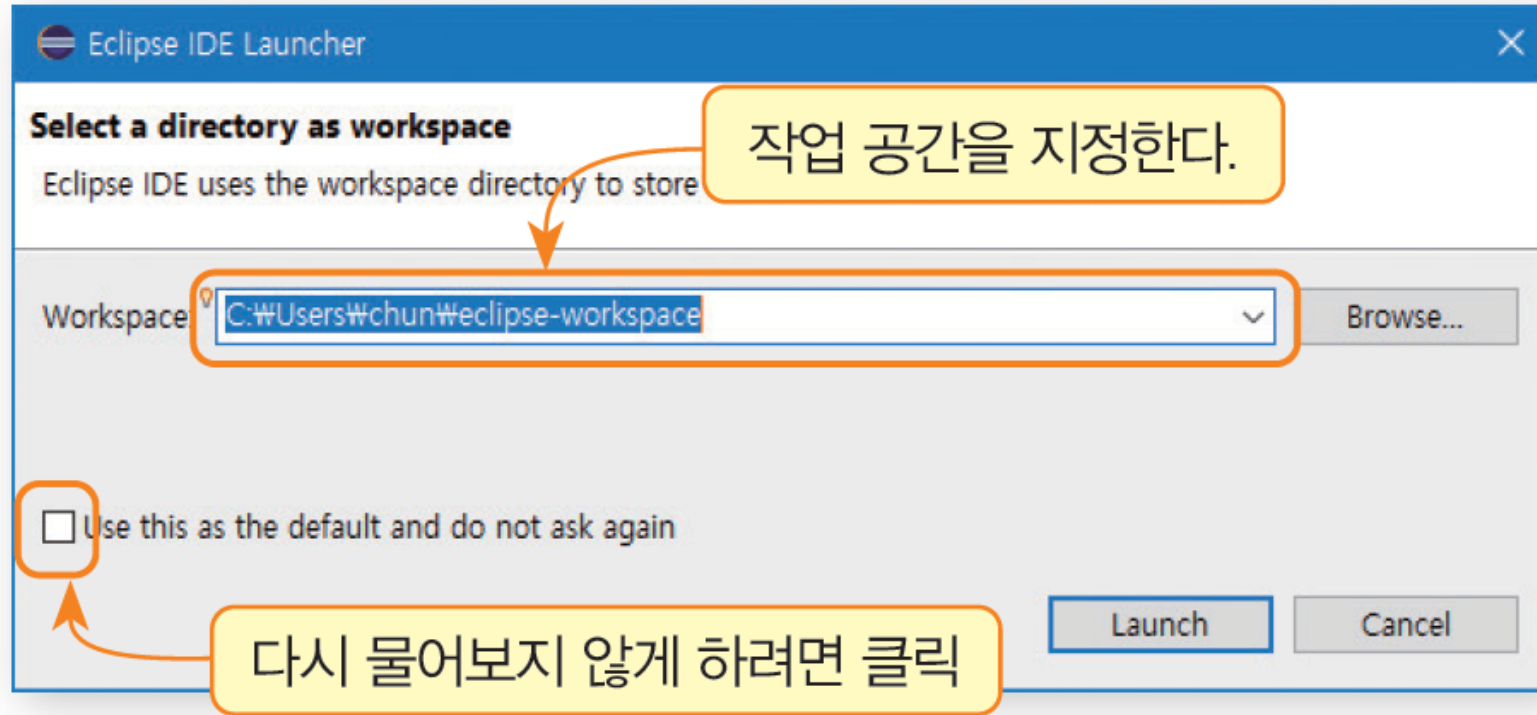 Eclipse IDE Launcher
Select a directory as workspace
작업 공간을 지정한다.
Eclipse IDE uses the workspace directory to store
Workspace: C:₩Users₩chun₩eclipse-workspace Browse...
Use this as the default and do not ask again
다시 물어보지 않게 하려면 클릭
Launch Cancel